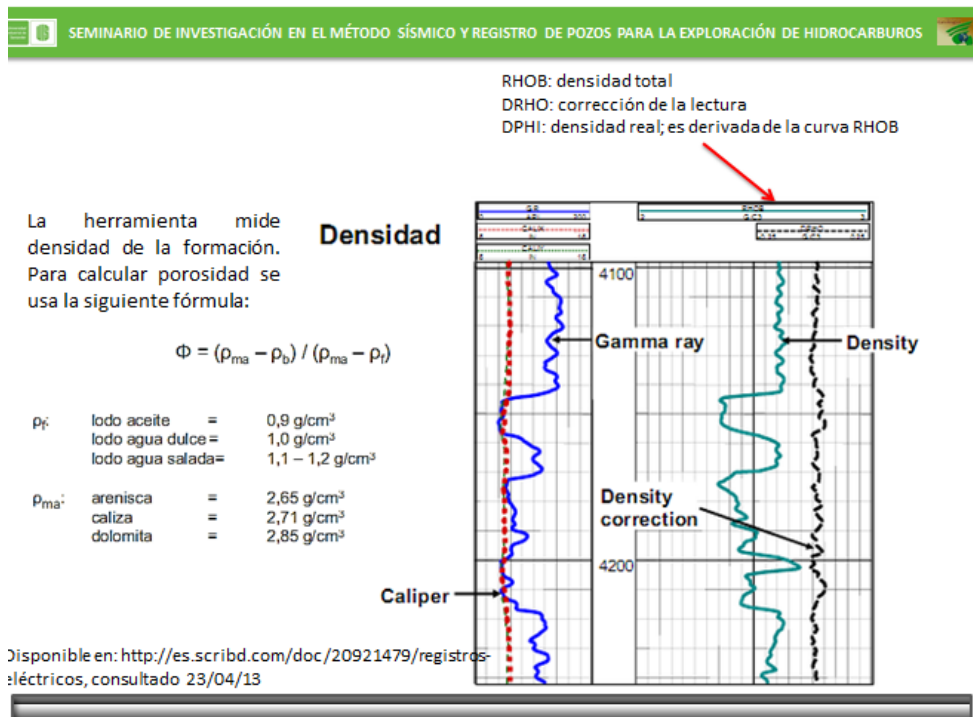 SEMINARIO DE INVESTIGACIÓN EN EL MÉTODO SÍSMICO Y REGISTRO DE POZOS PARA LA EXPLORACIÓN DE HIDROCARBUROS
RHOB: densidad total
DRHO: corrección de la lectura
DPHI: densidad real; es derivada de la curva RHOB
La herramienta mide
densidad de la formación.
Para calcular porosidad se
usa la siguiente fórmula:
Densidad
Φ = (ρma – ρb) / (ρma – ρf)
ρf: lodo aceite = 0,9 g/cm³
lodo agua dulce = 1,0 g/cm³
lodo agua salada= 1,1 – 1,2 g/cm³
ρma: arenisca = 2,65 g/cm³
caliza = 2,71 g/cm³
dolomita = 2,85 g/cm³
4100
Gamma ray
Density
Density
correction
4200
Caliper
Disponible en: http://es.scribd.com/doc/20921479/registros-
eléctricos, consultado 23/04/13